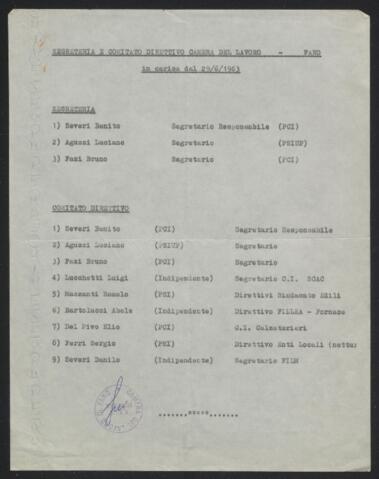 SEGRETERIA E COMITATO DIRETTIVO CAMERA DEL LAVORO - FANO
in carica dal 29/6/1963
SEGRETERIA
1) Severi Benito Segretario Responsabile (PCI)
2) Aguzzi Luciano Segretario (PSIUP)
3) Fazi Bruno Segretario (PCI)
COMITATO DIRETTIVO
1) Severi Benito (PCI) Segretario Responsabile
2) Aguzzi Luciano (PSIUP) Segretario
3) Fazi Bruno (PCI) Segretario
4) Lucchetti Luigi (Indipendente) Segretario C.I. SCAC
5) Mazzanti Romolo (PCI) Direttivi Sindacato Edili
6) Bartolucci Abele (Indipendente) Direttivo FILLEA - Fornace
7) Del Pivo Elio (PCI) C.I. Calzaturieri
8) Ferri Sergio (PSI) Direttivo Enti Locali (nettur
9) Severi Danilo (Indipendente) Segretario FILM
.......*****.......